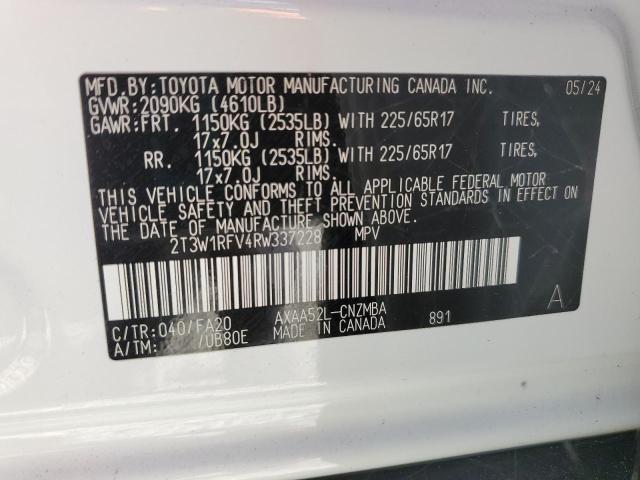 MFD.BY:TOYOTA MOTOR MANUFACTURING CANADA INC. 05/24
GVWR:2090KG (4610LB)
GAWR:FRT. 1150KG (2535LB) WITH 225/65R17 TIRES,
17x7.0J RIMS.
RR. 1150KG (2535LB) WITH 225/65R17 TIRES,
17x7.0J RIMS.
THIS VEHICLE CONFORMS TO ALL APPLICABLE FEDERAL MOTOR
VEHICLE SAFETY AND THEFT PREVENTION STANDARDS IN EFFECT ON
THE DATE OF MANUFACTURE SHOWN ABOVE.
2T3W1RFV4RW337228 MPV
C/TR:040/FA20 AXAA52L-CNZMBA 891 A
A/TM: /UB80E MADE IN CANADA